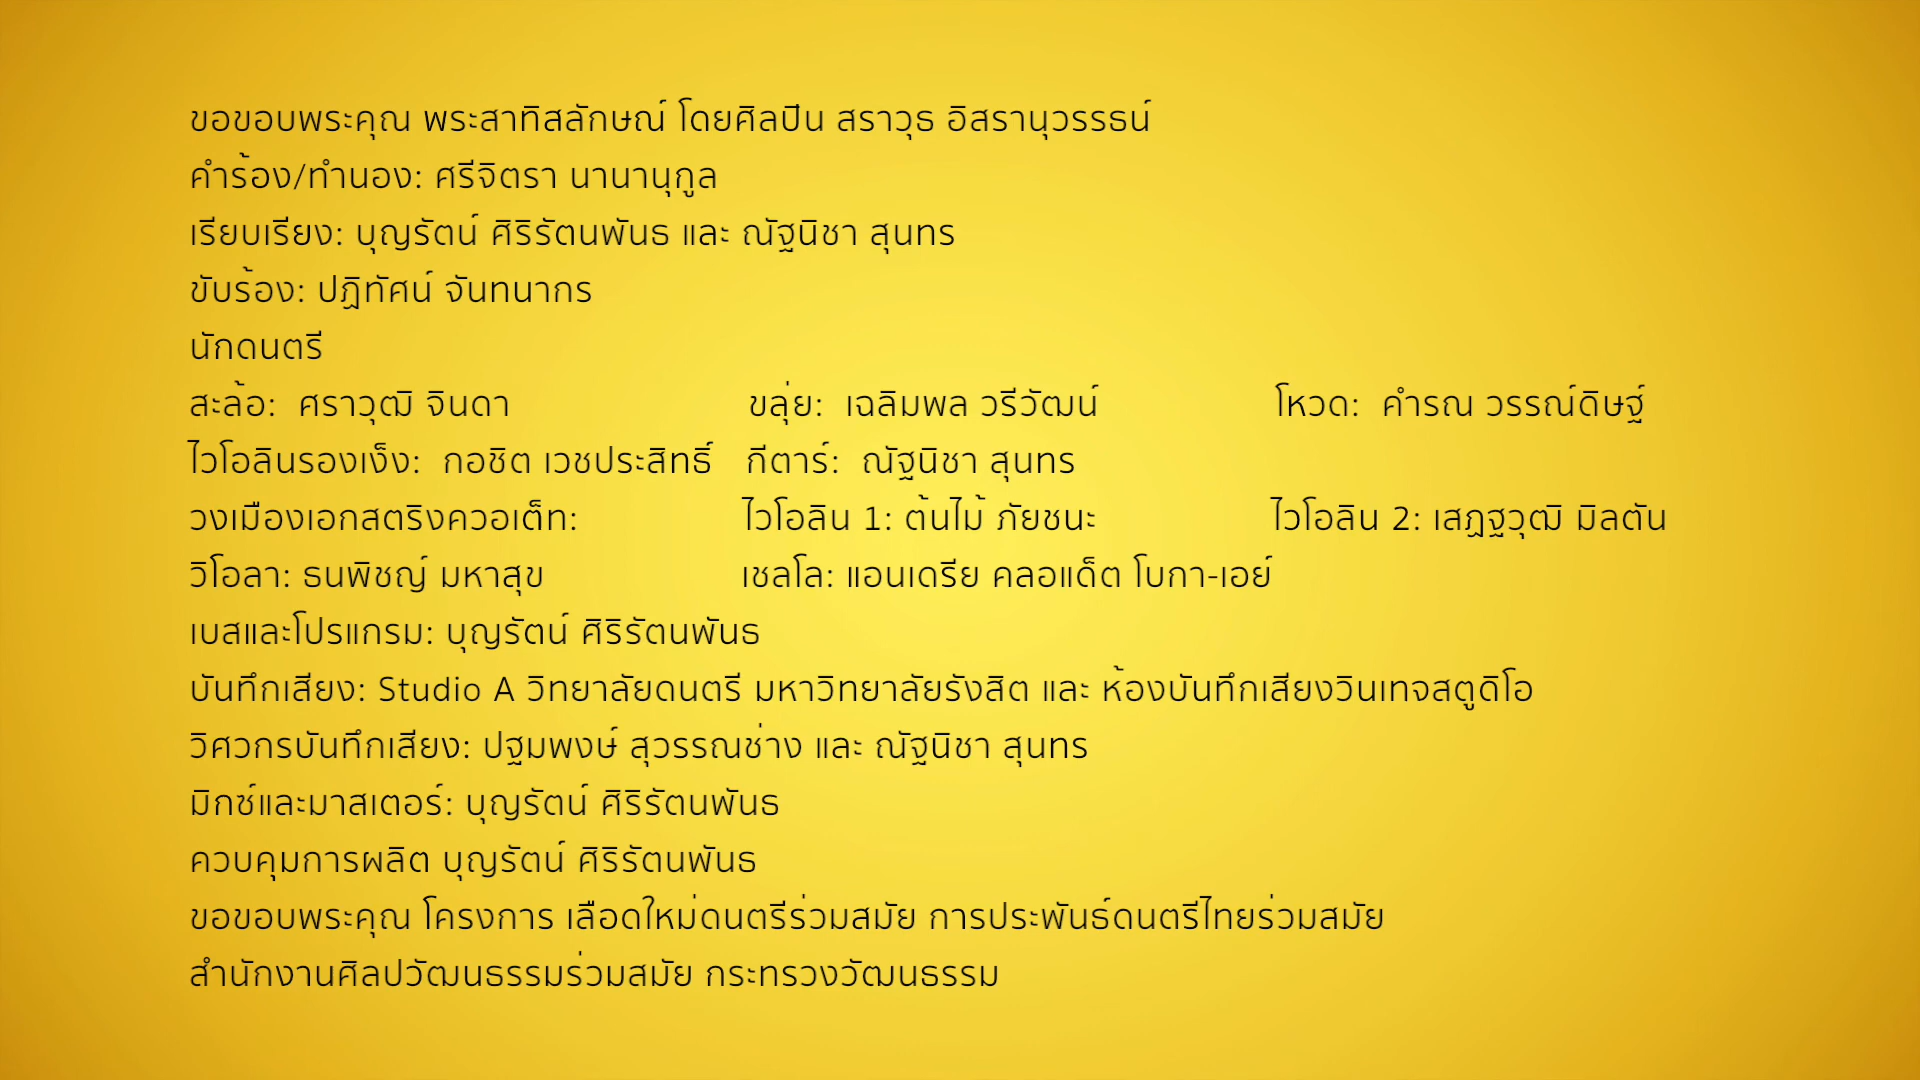 ขอขอบพระคุณ พระสาทิสลักษณ์ โดยศิลปิน สราวุธ อิสรานุวรรธน์
คำร้อง/ทำนอง: ศรีจิตรา นานานุกูล
เรียบเรียง: บุญรัตน์ ศิริรัตนพันธ และ ณัฐนิชา สุนทร
ขับร้อง: ปฏิทัศน์ จันทนากร
นักดนตรี
สะล้อ: ศราวุฒิ จินดา ขลุ่ย: เฉลิมพล วรีวัฒน์ โหวด: คำรณ วรรณ์ดิษฐ์
ไวโอลินรองเง็ง: กอชิต เวชประสิทธิ์ กีตาร์: ณัฐนิชา สุนทร
วงเมืองเอกสตริงควอเต็ท: ไวโอลิน 1: ต้นไม้ ภัยชนะ ไวโอลิน 2: เสฏฐวุฒิ มิลตัน
วิโอลา: ธนพิชญ์ มหาสุข เชลโล: แอนเดรีย คลอแด็ต โบกา-เอย์
เบสและโปรแกรม: บุญรัตน์ ศิริรัตนพันธ
บันทึกเสียง: Studio A วิทยาลัยดนตรี มหาวิทยาลัยรังสิต และ ห้องบันทึกเสียงวินเทจสตูดิโอ
วิศวกรบันทึกเสียง: ปฐมพงษ์ สุวรรณช่าง และ ณัฐนิชา สุนทร
มิกซ์และมาสเตอร์: บุญรัตน์ ศิริรัตนพันธ
ควบคุมการผลิต บุญรัตน์ ศิริรัตนพันธ
ขอขอบพระคุณ โครงการ เลือดใหม่ดนตรีร่วมสมัย การประพันธ์ดนตรีไทยร่วมสมัย
สำนักงานศิลปวัฒนธรรมร่วมสมัย กระทรวงวัฒนธรรม